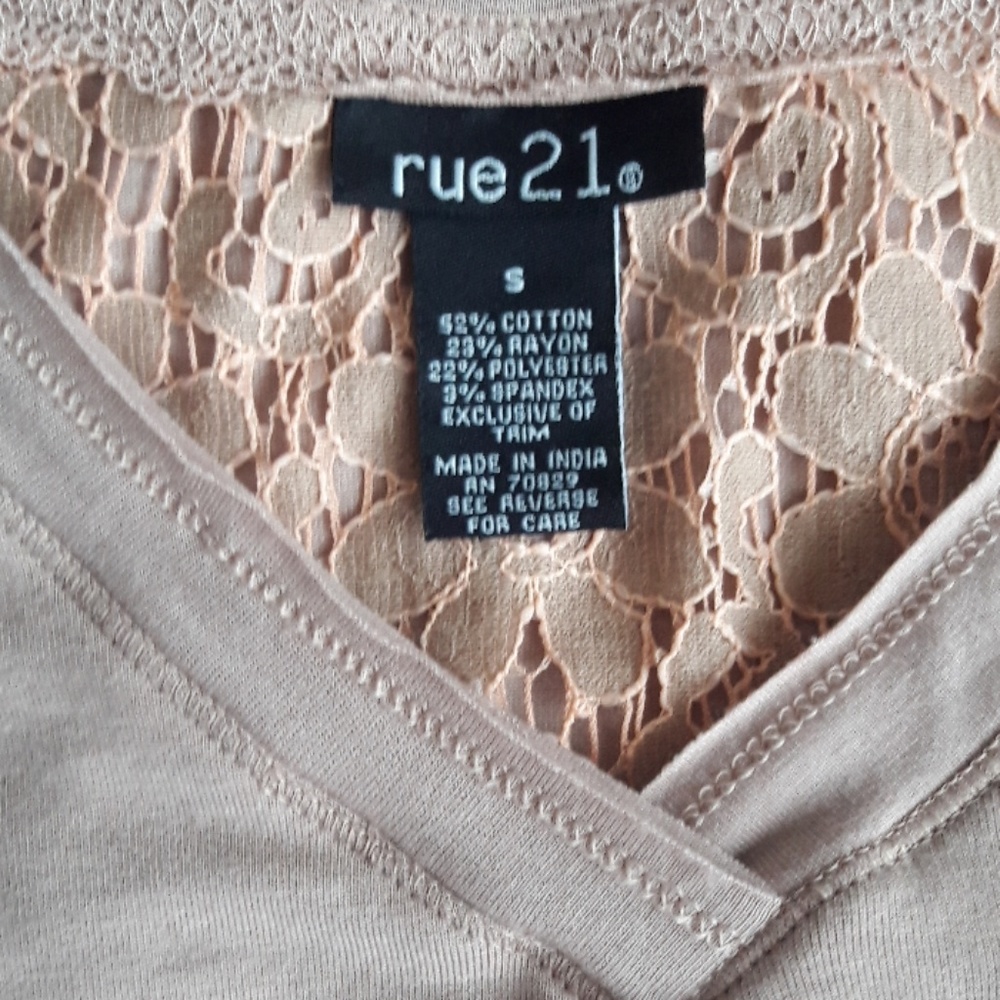 rue21®
S
52% COTTON
23% RAYON
22% POLYESTER
3% SPANDEX
EXCLUSIVE OF
TRIM
MADE IN INDIA
RN 70829
SEE REVERSE
FOR CARE